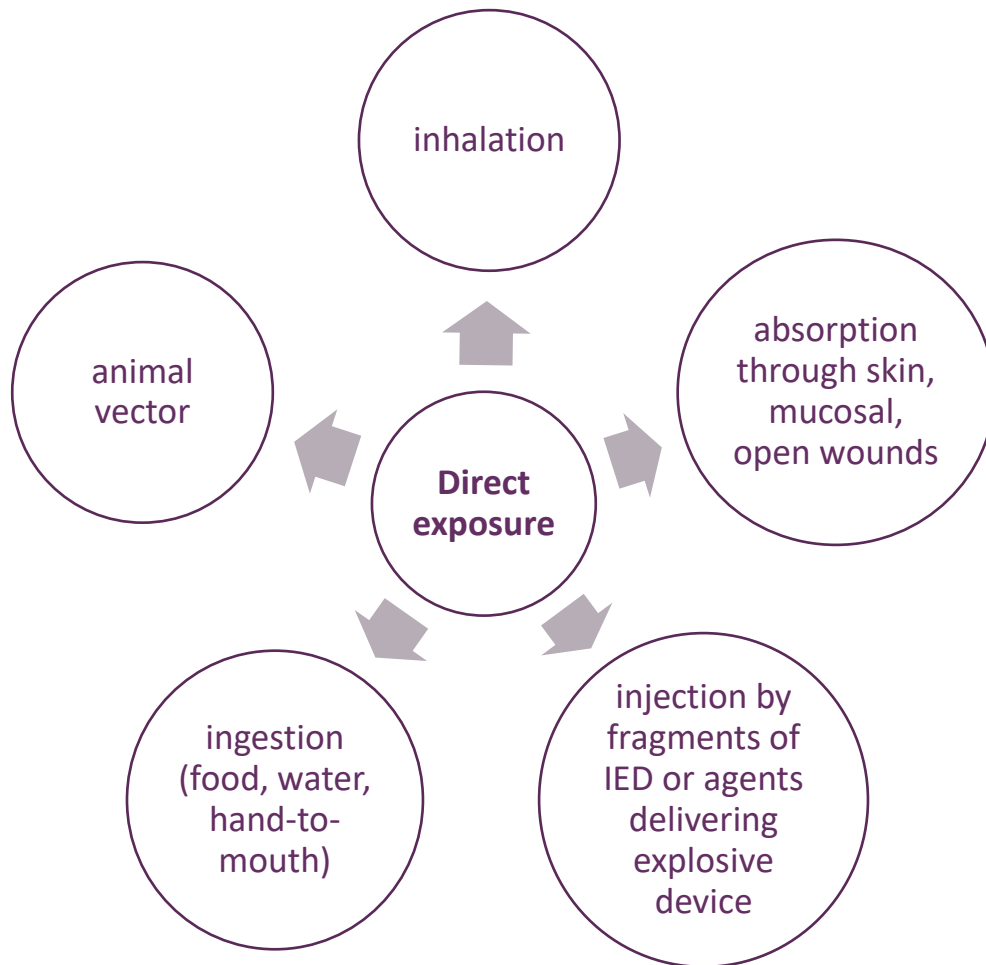 inhalation
animal
vector
absorption
through skin,
mucosal,
open wounds
Direct
exposure
ingestion
(food, water,
hand-to-
mouth)
injection by
fragments of
IED or agents
delivering
explosive
device